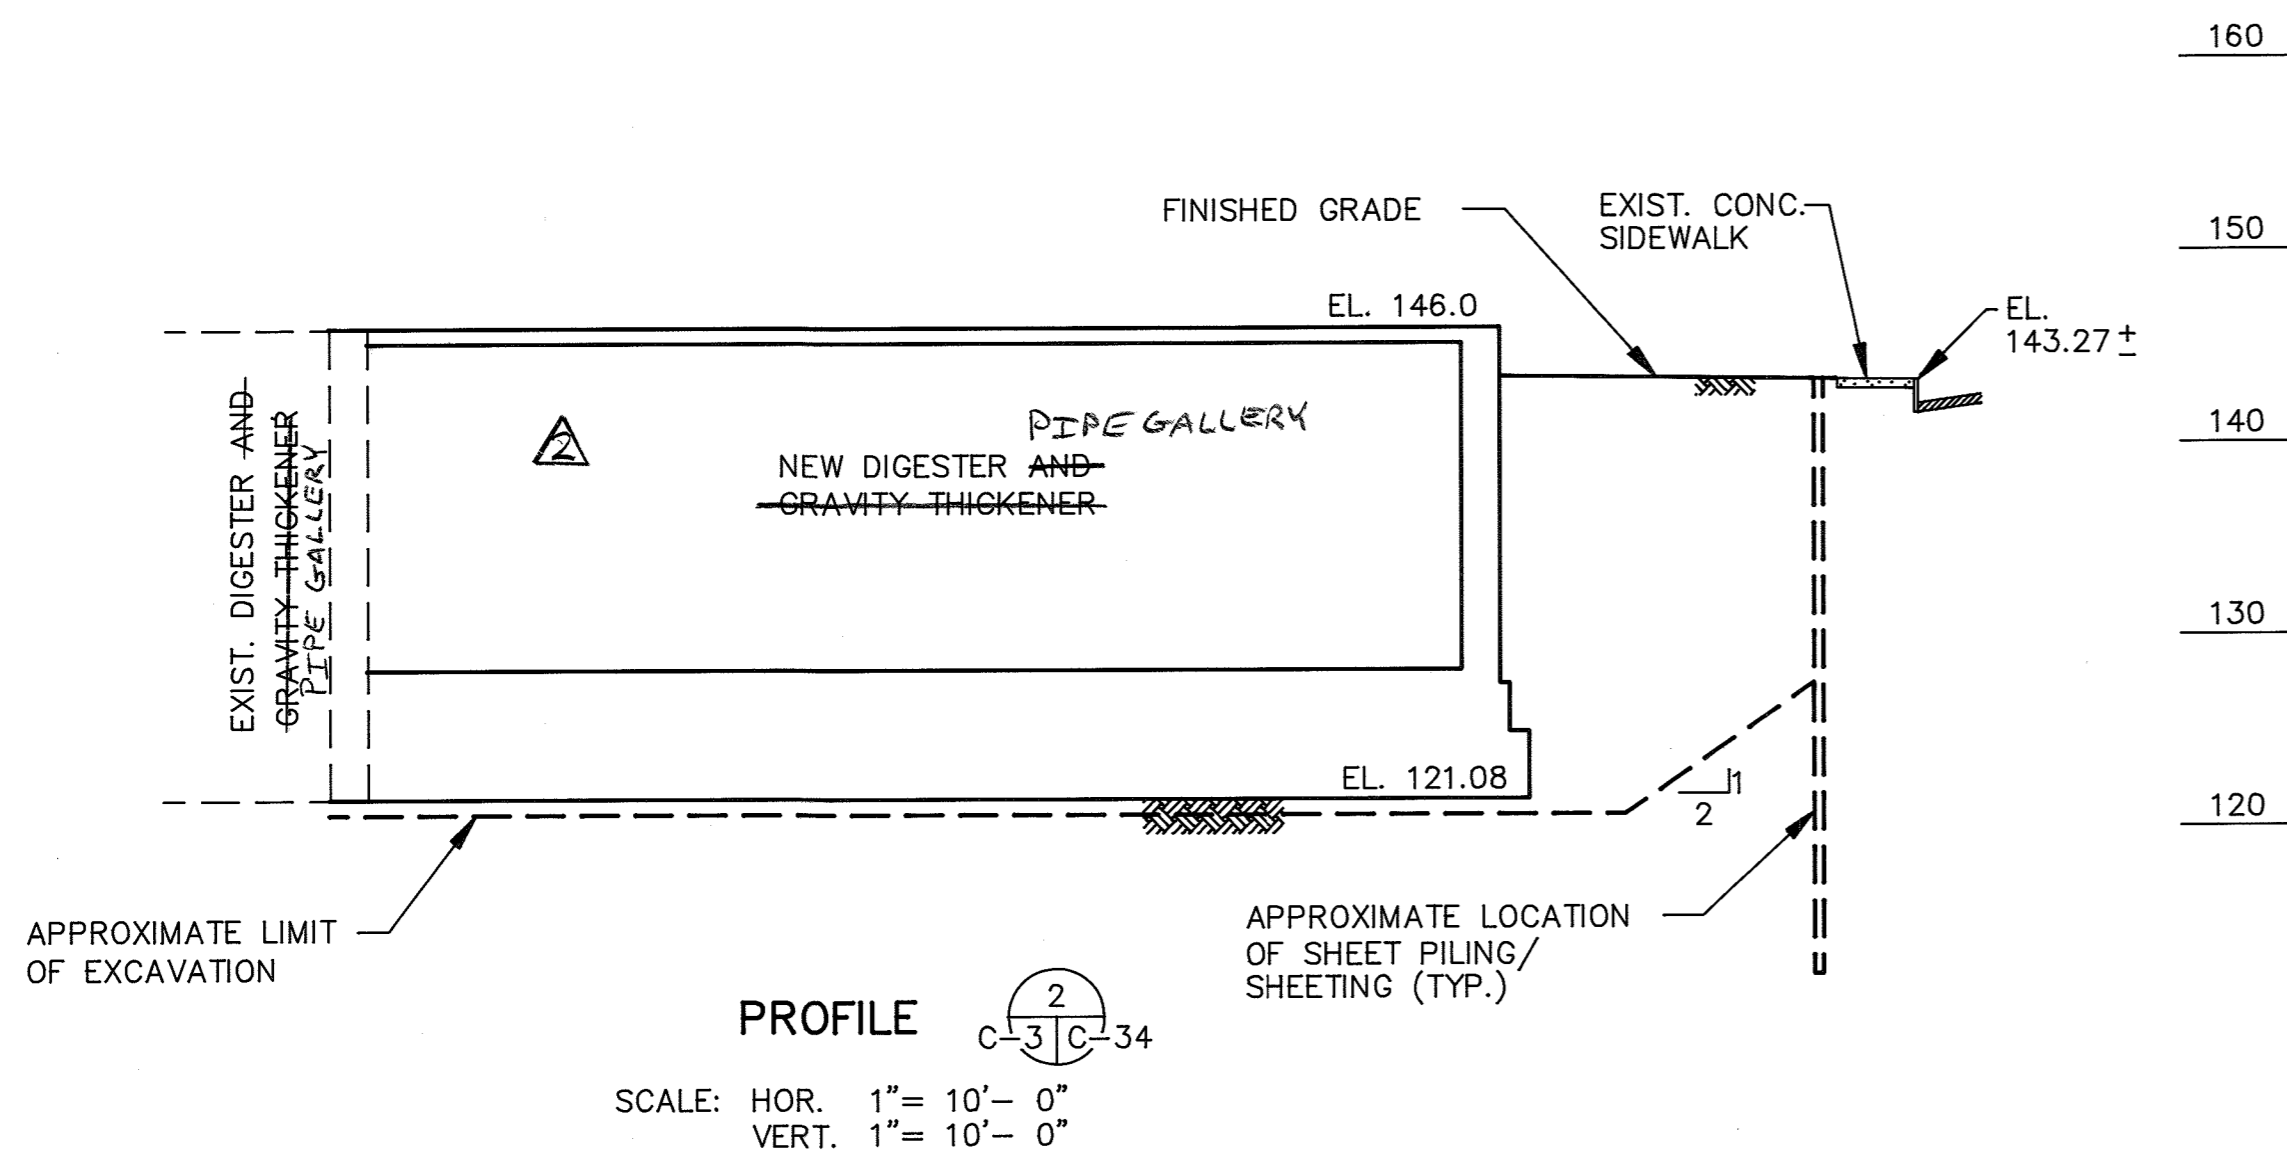 160
FINISHED GRADE
EXIST. CONC.
SIDEWALK
150
EL. 146.0
EL.
143.27 ±
140
EXIST. DIGESTER AND
GRAVITY THICKENER
PIPE GALLERY
2
PIPE GALLERY
NEW DIGESTER AND
GRAVITY THICKENER
130
EL. 121.08
1
2
120
APPROXIMATE LIMIT
OF EXCAVATION
APPROXIMATE LOCATION
OF SHEET PILING/
SHEETING (TYP.)
PROFILE
2
C-3 C-34
SCALE: HOR. 1"= 10'- 0"
VERT. 1"= 10'- 0"